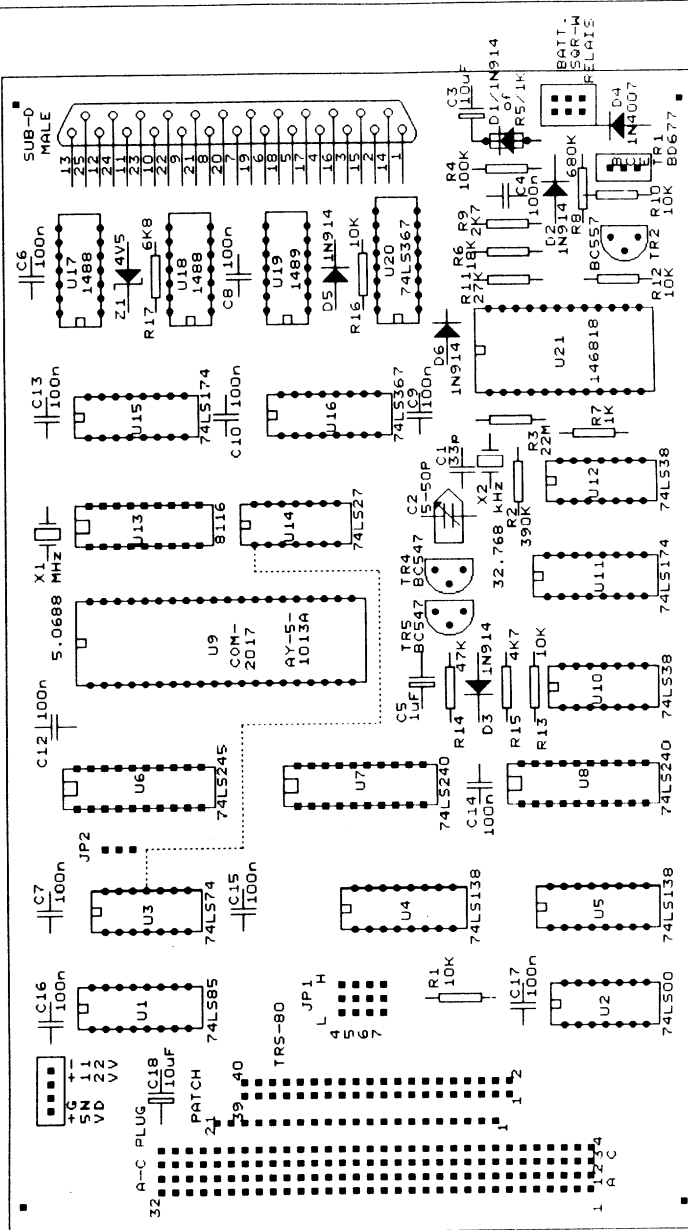 SUB-D
MALE
13
25
12
24
11
23
10
22
9
21
8
20
7
19
6
18
5
17
4
16
3
15
2
14
1
C3
10uF
D1/1N914
of
R5/1K
BATT.
SQR-W
RELAIS
D4
1N4007
R4
100K
C4
100n
D2
1N914
R8
680K
B
C
E
TR1
BD677
R10
10K
R9
2K7
R6
18K
R11
27K
BC557
TR2
R12
10K
C6
100n
U17
1488
Z1
4V5
R17
6K8
U18
1488
C8
100n
U19
1489
D5
1N914
R16
10K
U20
74LS367
D6
1N914
U21
146818
C13
100n
U15
74LS174
C10
100n
U16
74LS367
C9
100n
R3
22M
R7
1K
C1
33P
X2
32.768 kHz
C2
5-50P
R2
390K
U12
74LS38
X1
MHz
5.0688
U13
8116
U14
74LS27
TR4
BC547
TR5
BC547
U11
74LS174
U9
COM-
2017
AY-5-
1013A
C5
1uF
R14
47K
D3
1N914
R15
4K7
R13
10K
U10
74LS38
C12
100n
U6
74LS245
U7
74LS240
C14
100n
U8
74LS240
JP2
C7
100n
U3
74LS74
C15
100n
U4
74LS138
U5
74LS138
C16
100n
U1
74LS85
JP1
L H
4
5
6
7
R1
10K
C17
100n
U2
74LS00
+G +-
5N 11
VD 22
VV
C18
10uF
TRS-80
PATCH
40
39
2
1
21
1
A-C PLUG
32
1
1234
A C